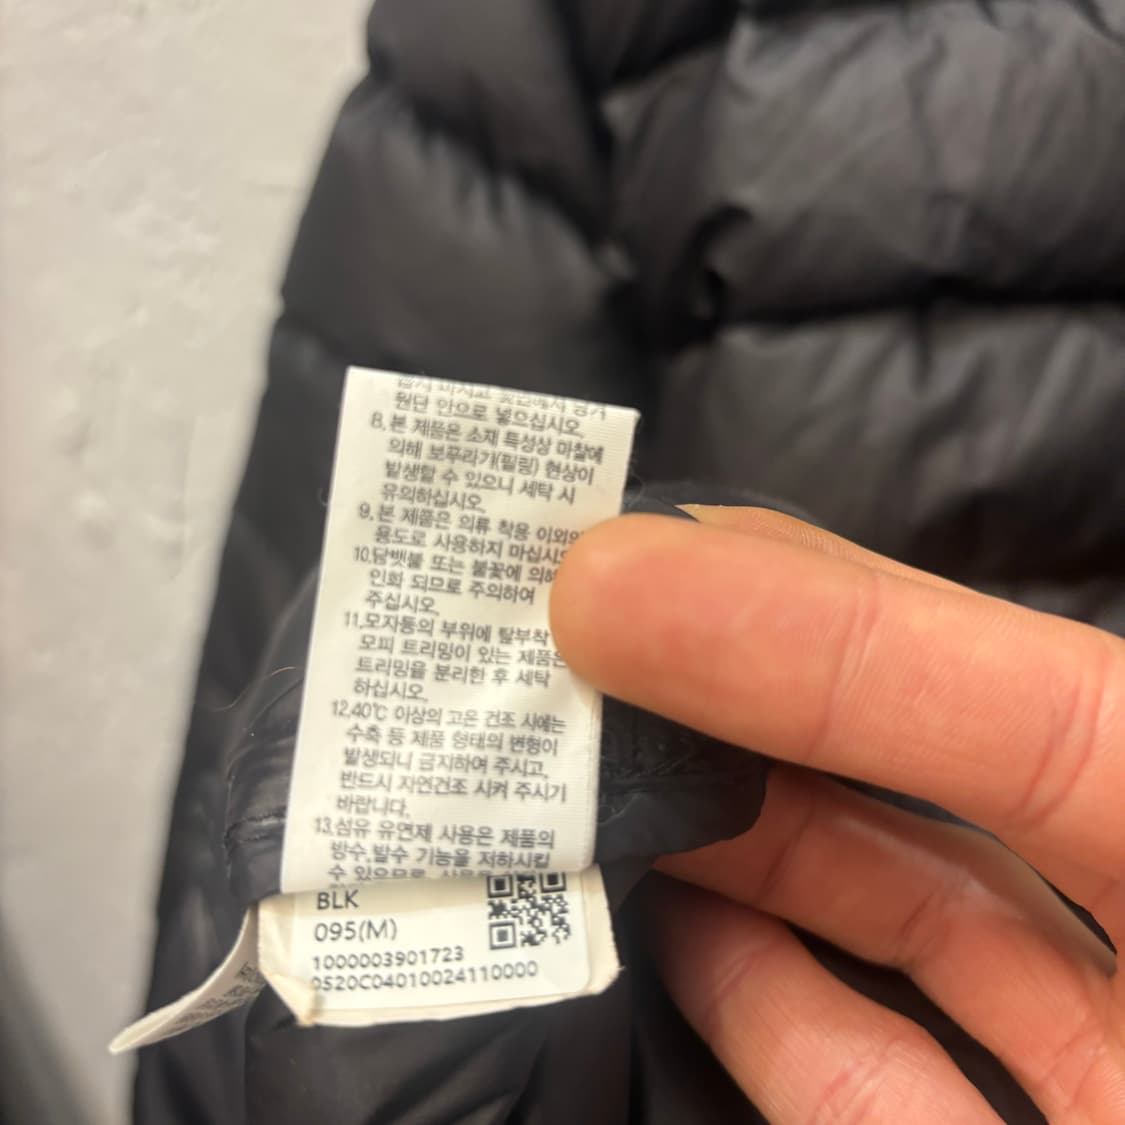 원단 안으로 넣으십시오.
8.본 제품은 소재 특성상 마찰에
의해 보푸라기(필링) 현상이
발생할 수 있으니 세탁 시
유의하십시오.
9.본 제품은 의류 착용 이외의
용도로 사용하지 마십시오
10.담뱃불 또는 불꽃에 의해
인화 되므로 주의하여
주십시오.
11.모자등의 부위에 탈부착
모피 트리밍이 있는 제품은
트리밍을 분리한 후 세탁
하십시오.
12.40℃ 이상의 고온 건조 시에는
수축 등 제품 형태의 변형이
발생되니 금지하여 주시고,
반드시 자연건조 시켜 주시기
바랍니다.
13.섬유 유연제 사용은 제품의
방수,발수 기능을 저하시킬
수 있으므로
BLK
095(M)
1000003901723
0520C04010024110000